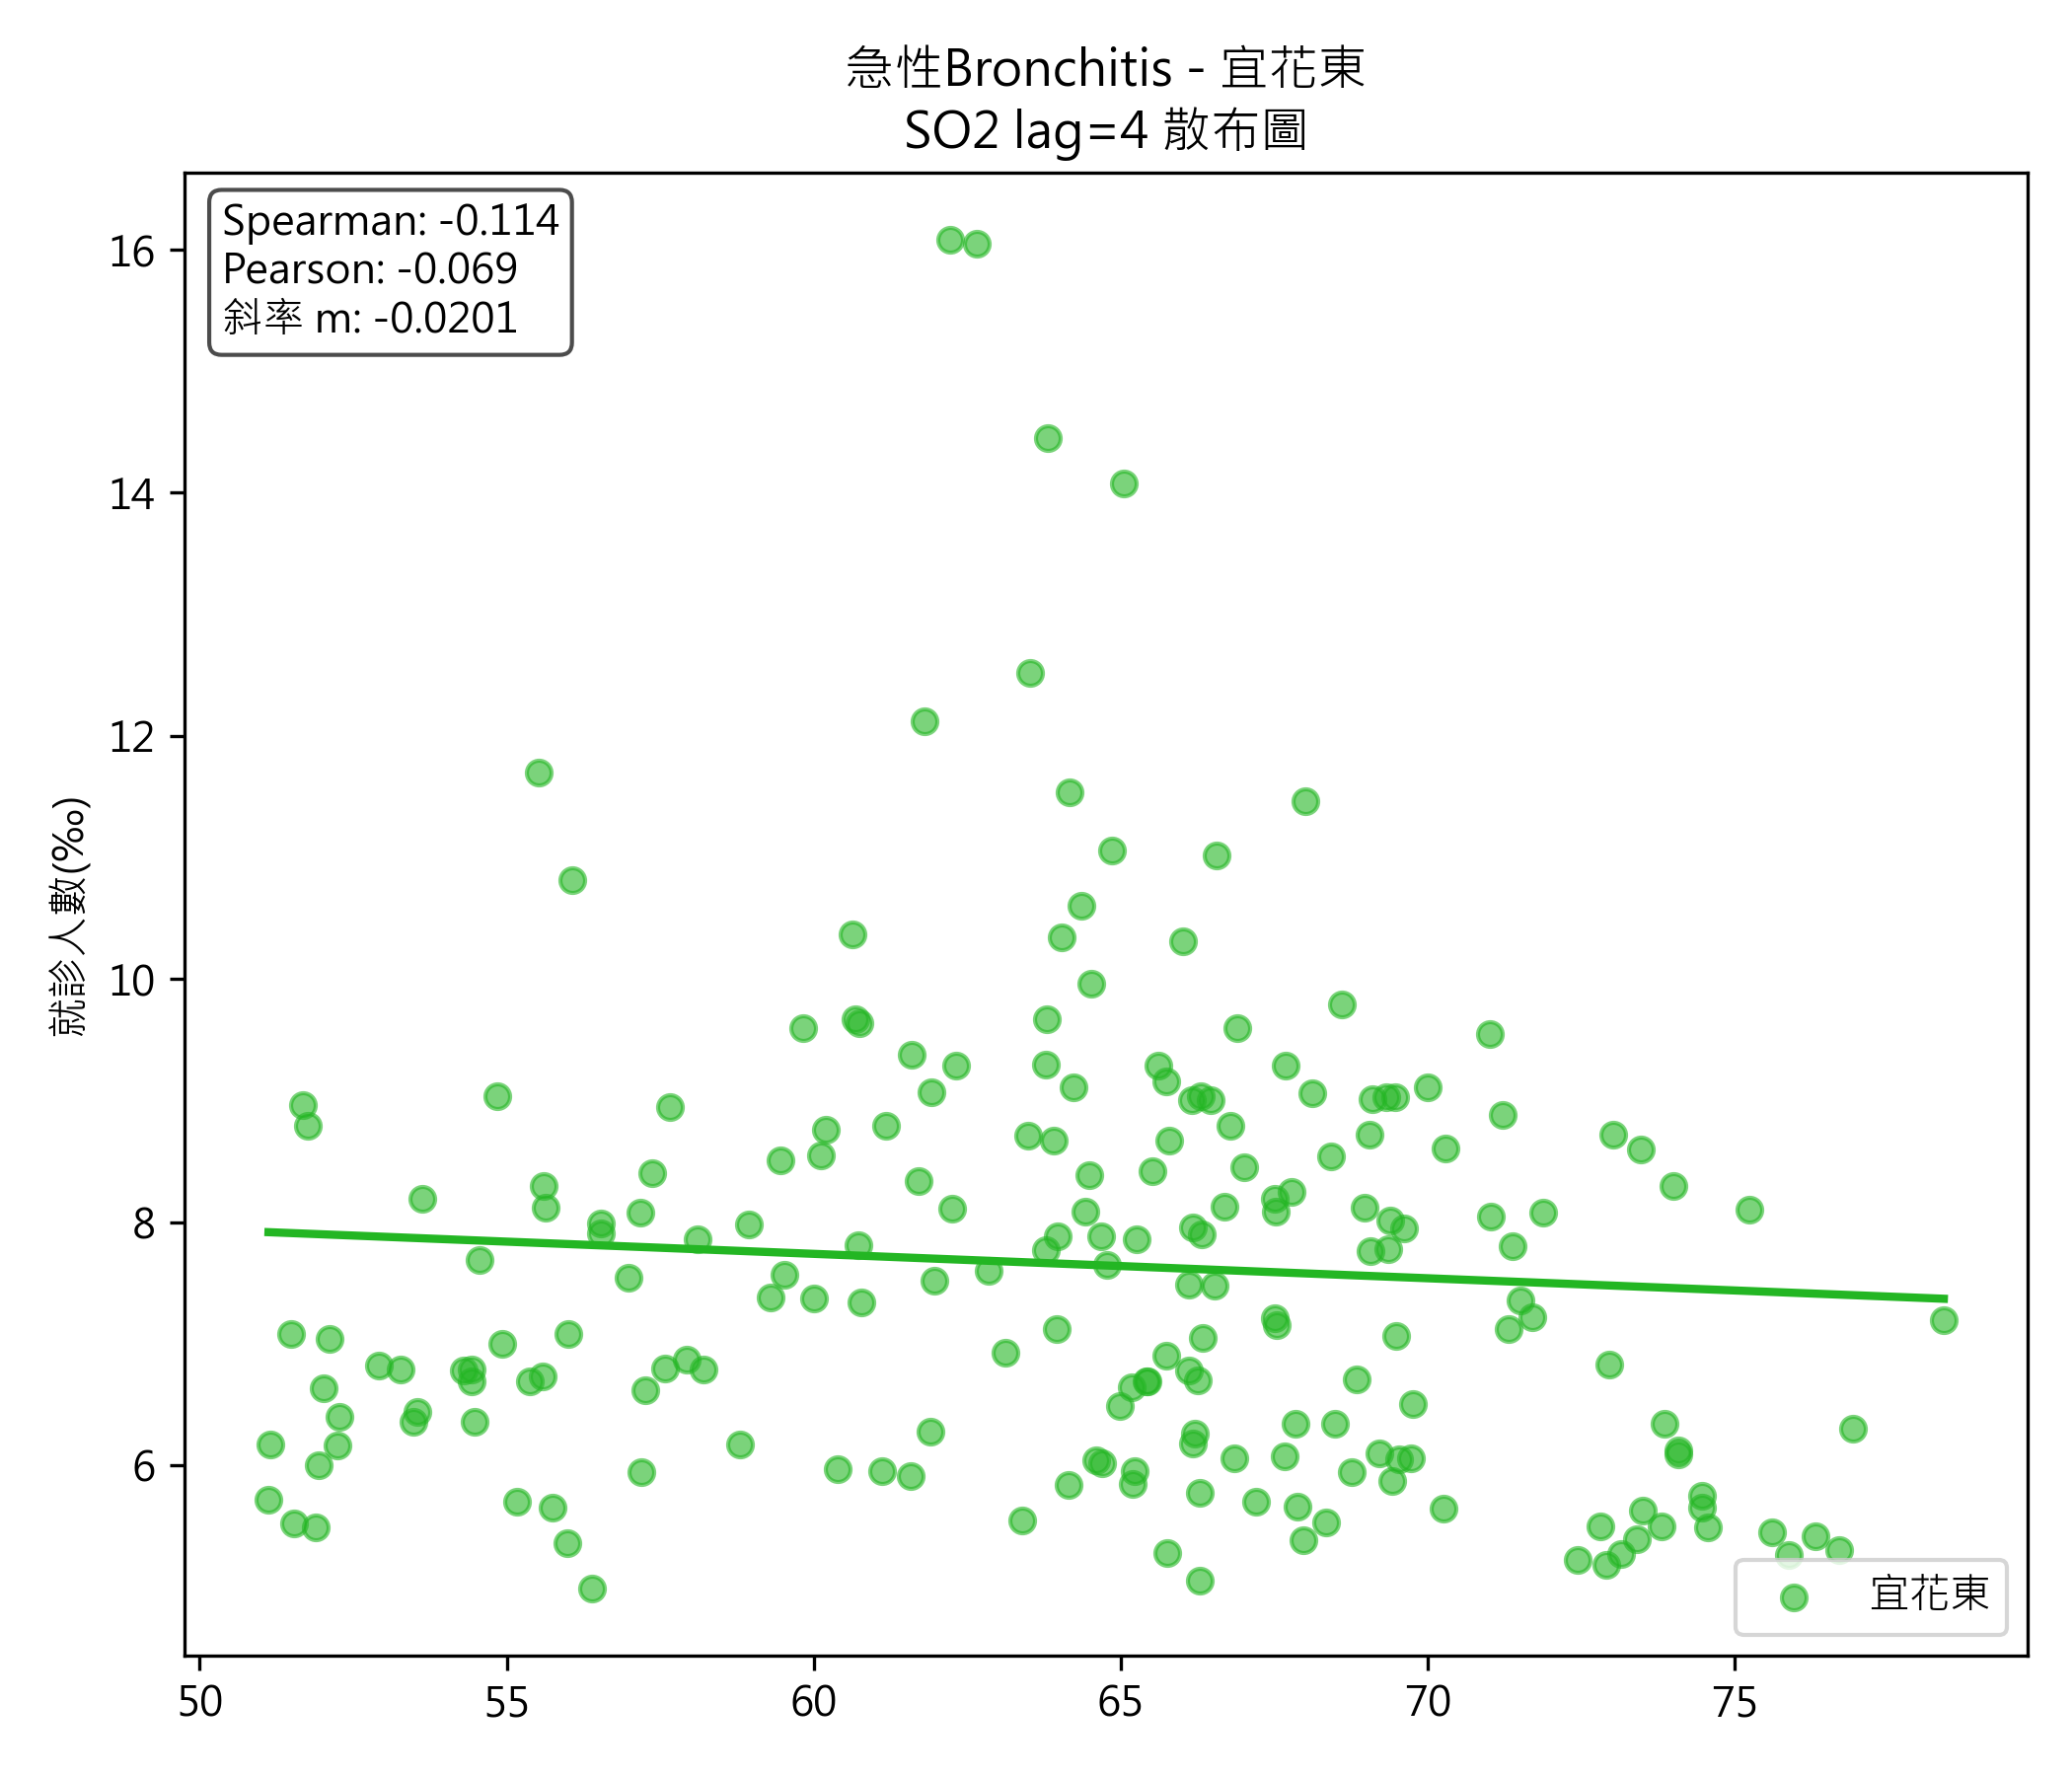 急性Bronchitis - 宜花東
SO2 lag=4 散布圖
Spearman: -0.114
Pearson: -0.069
斜率 m: -0.0201
就診人數(‰)
16
14
12
10
8
6
50 55 60 65 70 75
宜花東